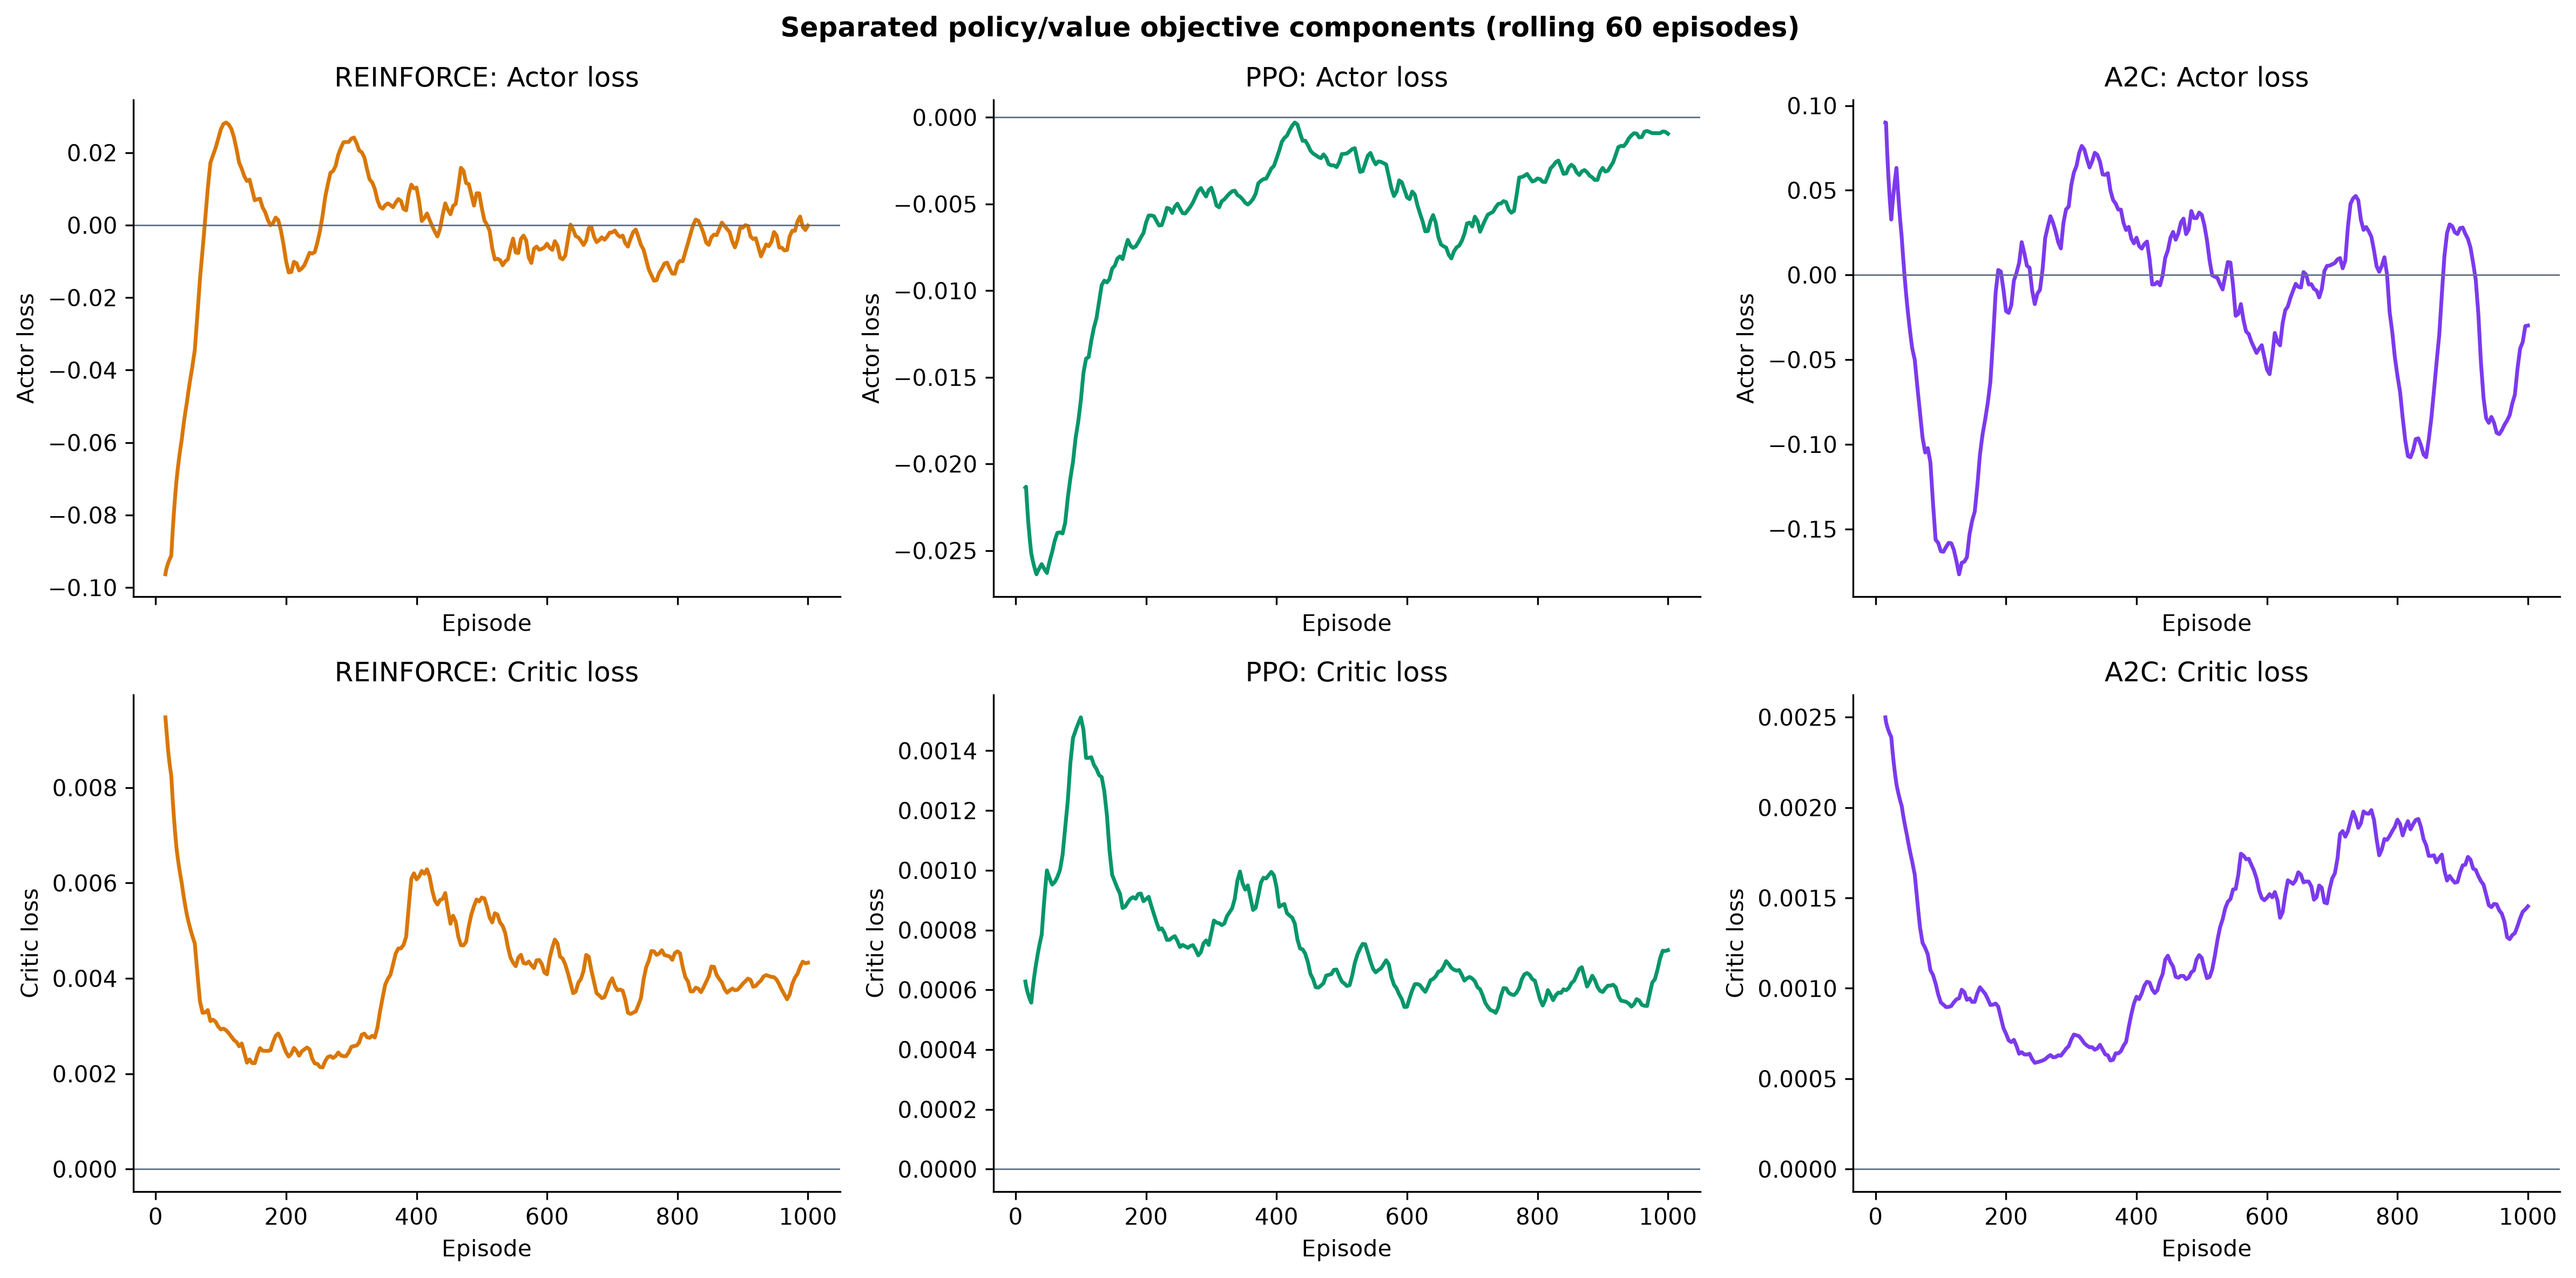 Separated policy/value objective components (rolling 60 episodes)
REINFORCE: Actor loss
Actor loss
0.02
0.00
−0.02
−0.04
−0.06
−0.08
−0.10
Episode
PPO: Actor loss
Actor loss
0.000
−0.005
−0.010
−0.015
−0.020
−0.025
Episode
A2C: Actor loss
Actor loss
0.10
0.05
0.00
−0.05
−0.10
−0.15
Episode
REINFORCE: Critic loss
Critic loss
0.008
0.006
0.004
0.002
0.000
0 200 400 600 800 1000
Episode
PPO: Critic loss
Critic loss
0.0014
0.0012
0.0010
0.0008
0.0006
0.0004
0.0002
0.0000
0 200 400 600 800 1000
Episode
A2C: Critic loss
Critic loss
0.0025
0.0020
0.0015
0.0010
0.0005
0.0000
0 200 400 600 800 1000
Episode